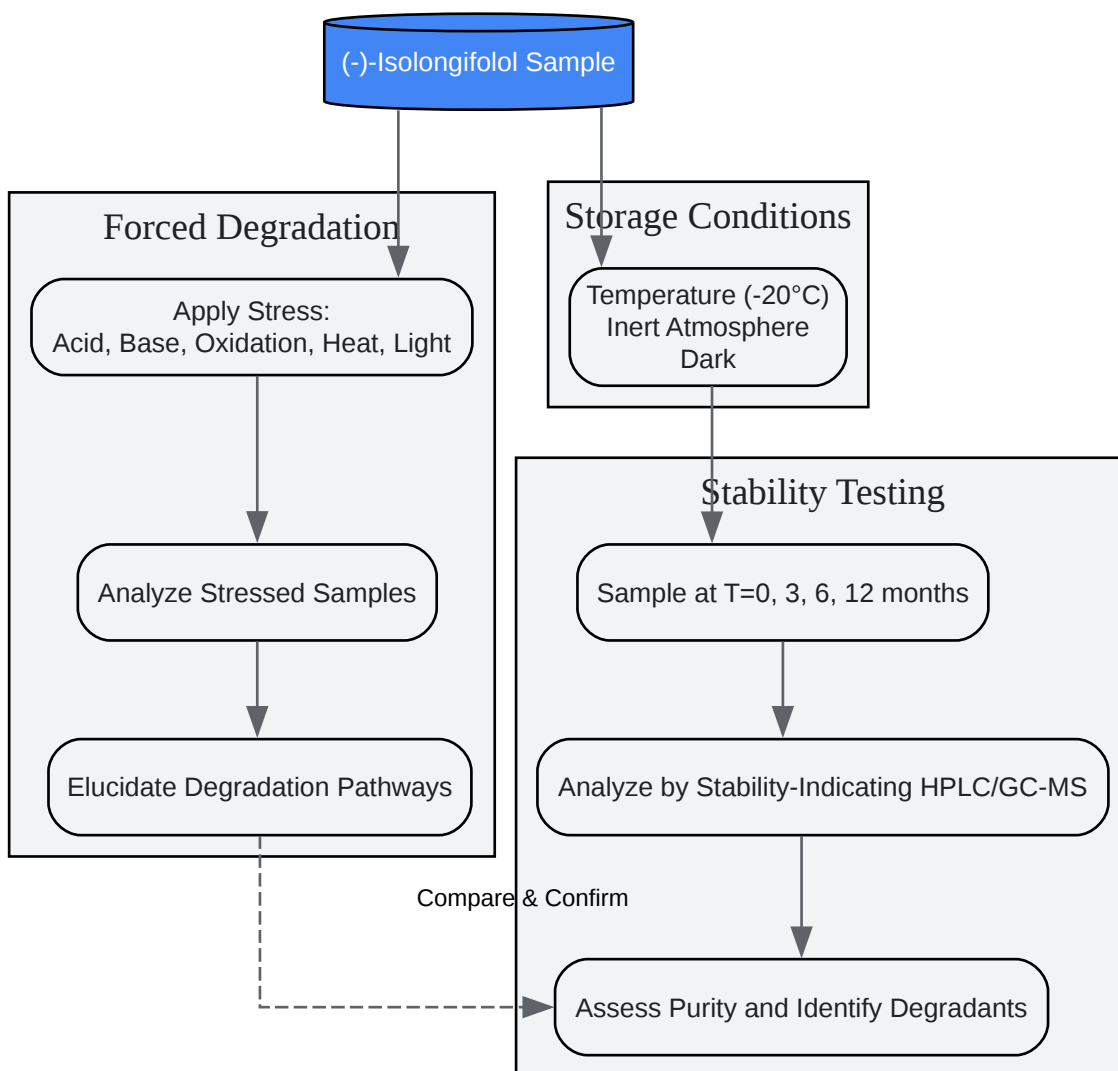 (-)-Isolongifolol Sample
Forced Degradation
Apply Stress:
Acid, Base, Oxidation, Heat, Light
Analyze Stressed Samples
Elucidate Degradation Pathways
Storage Conditions
Temperature (-20°C)
Inert Atmosphere
Dark
Stability Testing
Sample at T=0, 3, 6, 12 months
Analyze by Stability-Indicating HPLC/GC-MS
Compare & Confirm
Assess Purity and Identify Degradants